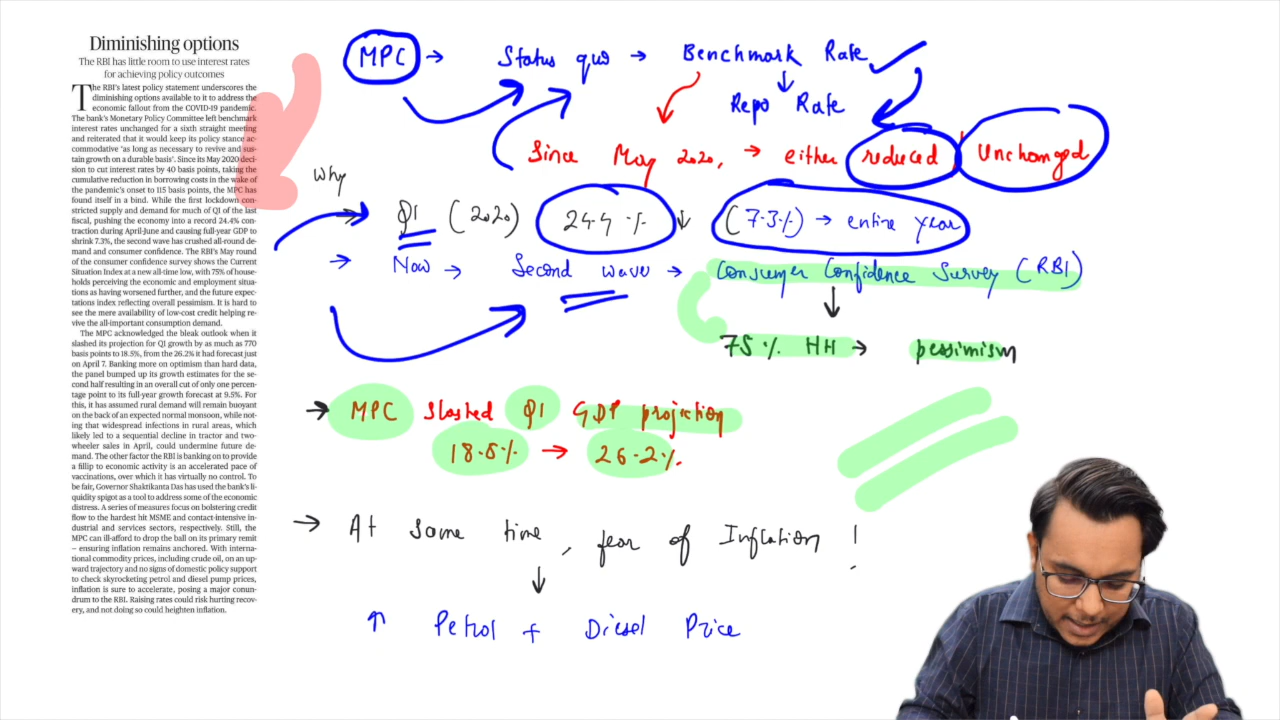 Diminishing options
The RBI has little room to use interest rates
for achieving policy outcomes
The RBI's latest policy statement underscores the
diminishing options available to it to address the
economic fallout from the COVID-19 pandemic.
The bank's Monetary Policy Committee left benchmark
interest rates unchanged for a sixth straight meeting
and reiterated that it would keep its policy stance ac-
commodative 'as long as necessary to revive and sus-
tain growth on a durable basis'. Since its May 2020 deci-
sion to cut interest rates by 40 basis points, taking the
cumulative reduction in borrowing costs in the wake of
the pandemic's onset to 115 basis points, the MPC has
found itself in a bind. While the first lockdown con-
stricted supply and demand for much of Q1 of the last
fiscal, pushing the economy into a record 24.4% con-
traction during April-June and causing full-year GDP to
shrink 7.3%, the second wave has crushed all-round de-
mand and consumer confidence. The RBI's May round
of the consumer confidence survey shows the Current
Situation Index at a new all-time low, with 75% of house-
holds perceiving the economic and employment situ-
ations as having worsened further, and the future expec-
tations index reflecting overall pessimism. It is hard to
see the mere availability of low-cost credit helping re-
vive the all-important consumption demand.
The MPC acknowledged the bleak outlook when it
slashed its projection for Q1 growth by as much as 770
basis points to 18.5%, from the 26.2% it had forecast just
on April 7. Banking more on optimism than hard data,
the panel bumped up its growth estimates for the se-
cond half resulting in an overall cut of only one percen-
tage point to its full-year growth forecast at 9.5%. For
this, it has assumed rural demand will remain buoyant
on the back of an expected normal monsoon, while not-
ing that widespread infections in rural areas, which
likely led to a sequential decline in tractor and two-
wheeler sales in April, could undermine future de-
mand. The other factor the RBI is banking on to provide
a fillip to economic activity is an accelerated pace of
vaccinations, over which it has virtually no control. To
be fair, Governor Shaktikanta Das has used the bank's li-
quidity spigot as a tool to address some of the economic
distress. A series of measures focus on bolstering credit
flow to the hardest hit MSME and contact-intensive in-
dustrial and services sectors, respectively. Still, the
MPC can ill-afford to drop the ball on its primary remit
– ensuring inflation remains anchored. With interna-
tional commodity prices, including crude oil, on an up-
ward trajectory and no signs of domestic policy support
to check skyrocketing petrol and diesel pump prices,
inflation is sure to accelerate, posing a major conun-
drum to the RBI. Raising rates could risk hurting recov-
ery, and not doing so could heighten inflation.
MPC → Status quo → Benchmark Rate ✓
↓
Repo Rate
Since May 2020, → either reduced / Unchanged
Why
→ Q1 (2020) 24.4 % ↓ (7.3%) → entire year
→ Now → Second wave → Consumer Confidence Survey (RBI)
↓
75 % HH → pessimism
→ MPC slashed Q1 GDP projection
18.5% → 26.2%
→ At same time, fear of Inflation !
↓
↑ Petrol + Diesel Price